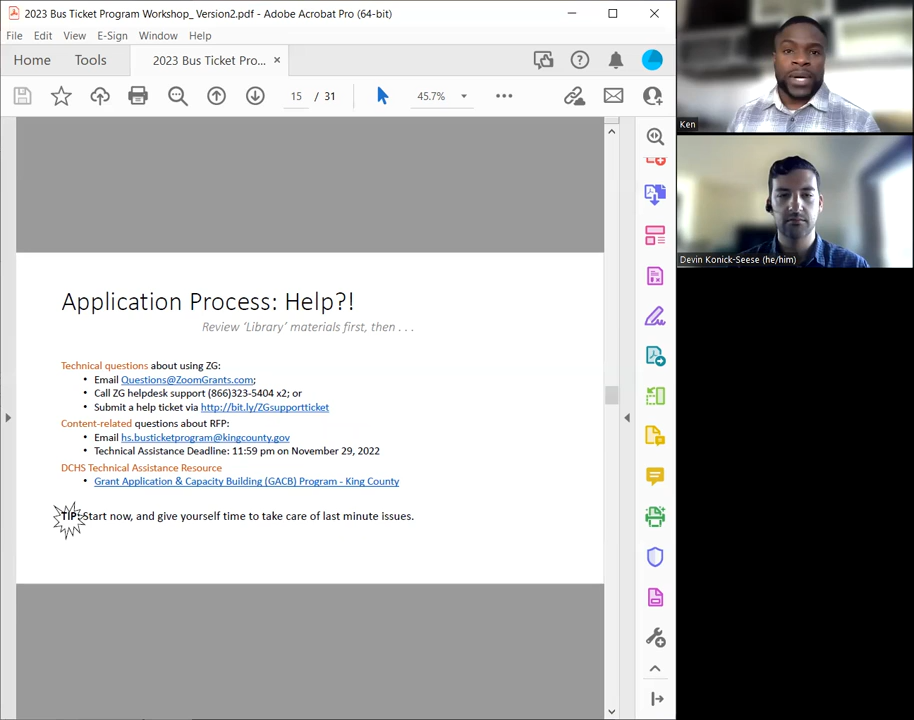 2023 Bus Ticket Program Workshop_ Version2.pdf - Adobe Acrobat Pro (64-bit)
File Edit View E-Sign Window Help
Home Tools 2023 Bus Ticket Pro... ×
15 / 31 45.7%
Ken
Devin Konick-Seese (he/him)
Application Process: Help?!
Review ‘Library’ materials first, then . . .
Technical questions about using ZG:
• Email Questions@ZoomGrants.com;
• Call ZG helpdesk support (866)323-5404 x2; or
• Submit a help ticket via http://bit.ly/ZGsupportticket
Content-related questions about RFP:
• Email hs.busticketprogram@kingcounty.gov
• Technical Assistance Deadline: 11:59 pm on November 29, 2022
DCHS Technical Assistance Resource
• Grant Application & Capacity Building (GACB) Program - King County
TIP: Start now, and give yourself time to take care of last minute issues.